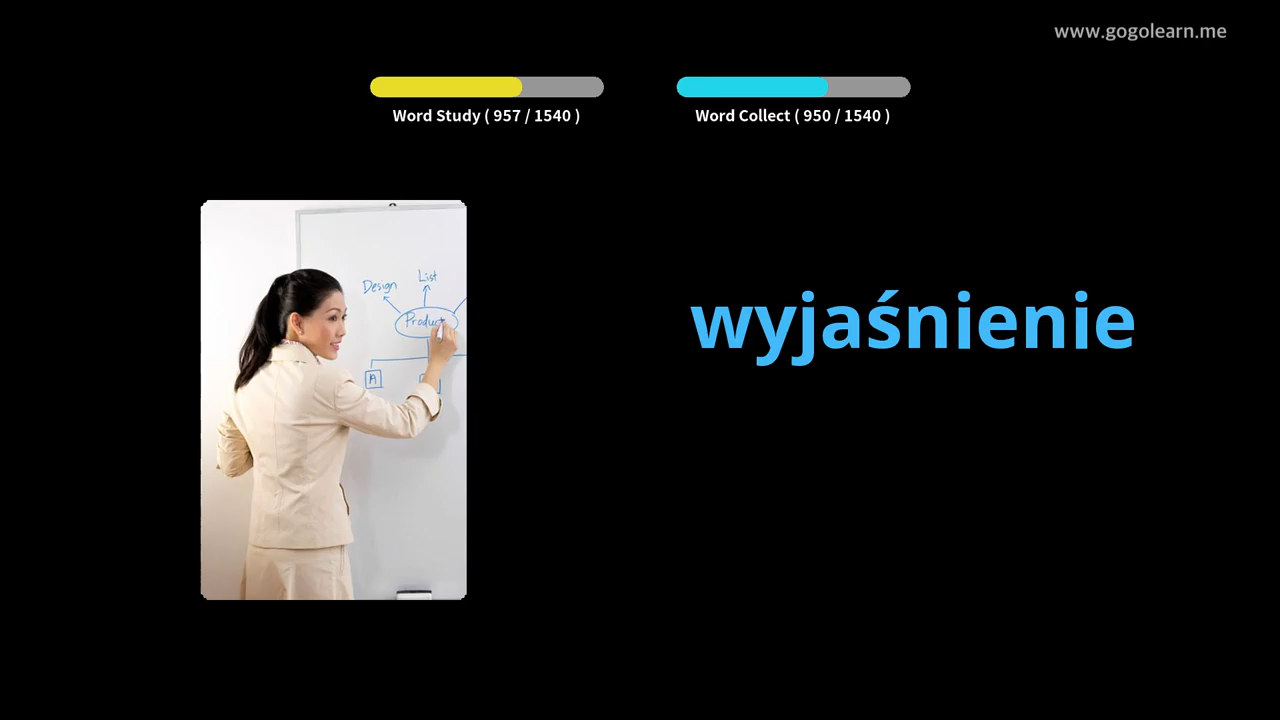 www.gogolearn.me
Word Study ( 957 / 1540 )
Word Collect ( 950 / 1540 )
wyjaśnienie
Design
List
Product
A